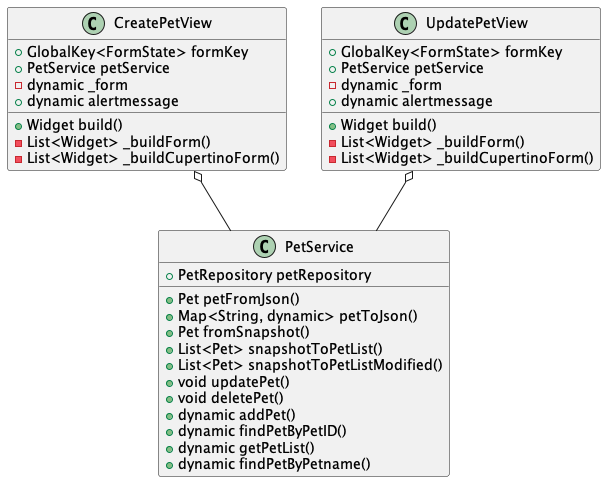 C CreatePetView
GlobalKey<FormState> formKey
PetService petService
dynamic _form
dynamic alertmessage
Widget build()
List<Widget> _buildForm()
List<Widget> _buildCupertinoForm()
C UpdatePetView
GlobalKey<FormState> formKey
PetService petService
dynamic _form
dynamic alertmessage
Widget build()
List<Widget> _buildForm()
List<Widget> _buildCupertinoForm()
C PetService
PetRepository petRepository
Pet petFromJson()
Map<String, dynamic> petToJson()
Pet fromSnapshot()
List<Pet> snapshotToPetList()
List<Pet> snapshotToPetListModified()
void updatePet()
void deletePet()
dynamic addPet()
dynamic findPetByPetID()
dynamic getPetList()
dynamic findPetByPetname()